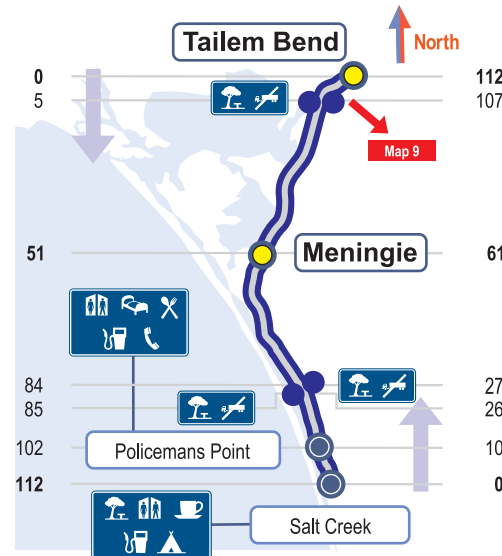 Tailem Bend
North
0
112
5
107
Map 9
51
Meningie
61
84
27
85
26
102
Policemans Point
10
112
Salt Creek
0